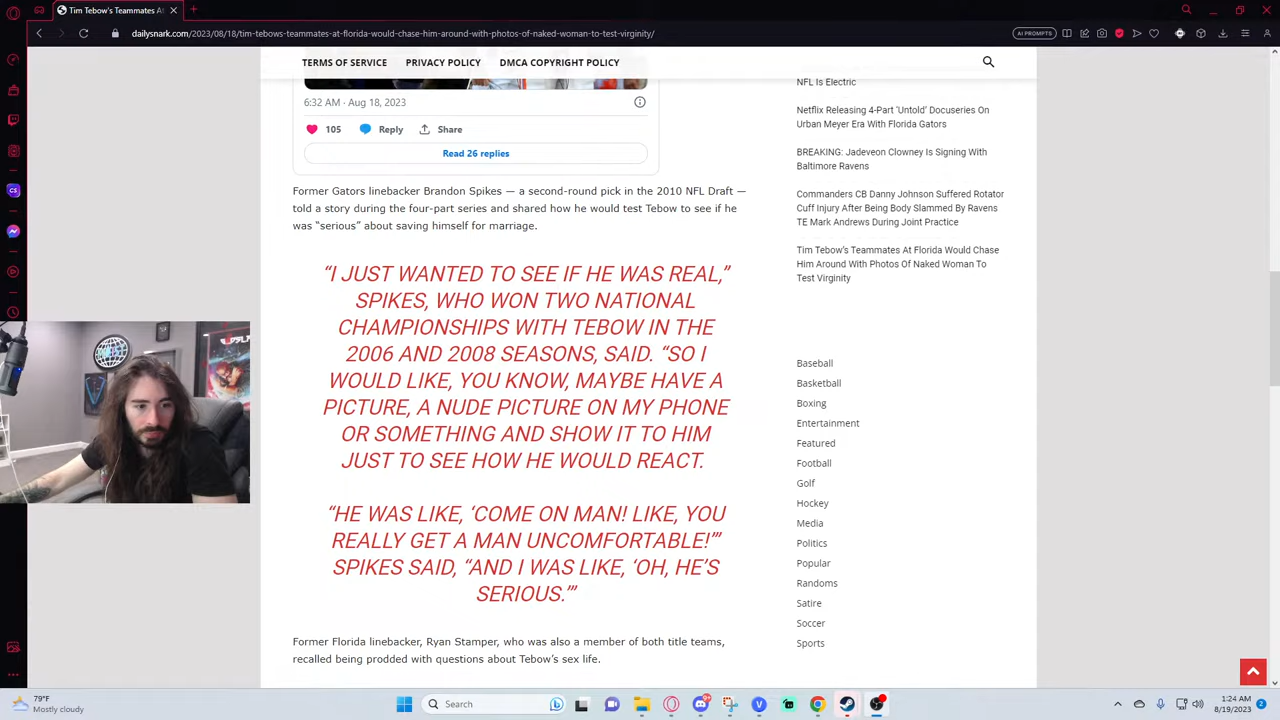 Tim Tebow's Teammates At
dailysnark.com/2023/08/18/tim-tebows-teammates-at-florida-would-chase-him-around-with-photos-of-naked-woman-to-test-virginity/
AI PROMPTS
TERMS OF SERVICE PRIVACY POLICY DMCA COPYRIGHT POLICY
6:32 AM · Aug 18, 2023
105 Reply Share
Read 26 replies
Former Gators linebacker Brandon Spikes — a second-round pick in the 2010 NFL Draft —
told a story during the four-part series and shared how he would test Tebow to see if he
was “serious” about saving himself for marriage.
“I JUST WANTED TO SEE IF HE WAS REAL,”
SPIKES, WHO WON TWO NATIONAL
CHAMPIONSHIPS WITH TEBOW IN THE
2006 AND 2008 SEASONS, SAID. “SO I
WOULD LIKE, YOU KNOW, MAYBE HAVE A
PICTURE, A NUDE PICTURE ON MY PHONE
OR SOMETHING AND SHOW IT TO HIM
JUST TO SEE HOW HE WOULD REACT.
“HE WAS LIKE, ‘COME ON MAN! LIKE, YOU
REALLY GET A MAN UNCOMFORTABLE!’”
SPIKES SAID, “AND I WAS LIKE, ‘OH, HE’S
SERIOUS.’”
Former Florida linebacker, Ryan Stamper, who was also a member of both title teams,
recalled being prodded with questions about Tebow’s sex life.
NFL Is Electric
Netflix Releasing 4-Part ‘Untold’ Docuseries On
Urban Meyer Era With Florida Gators
BREAKING: Jadeveon Clowney Is Signing With
Baltimore Ravens
Commanders CB Danny Johnson Suffered Rotator
Cuff Injury After Being Body Slammed By Ravens
TE Mark Andrews During Joint Practice
Tim Tebow’s Teammates At Florida Would Chase
Him Around With Photos Of Naked Woman To
Test Virginity
Baseball
Basketball
Boxing
Entertainment
Featured
Football
Golf
Hockey
Media
Politics
Popular
Randoms
Satire
Soccer
Sports
79°F
Mostly cloudy
Search
1:24 AM
8/19/2023